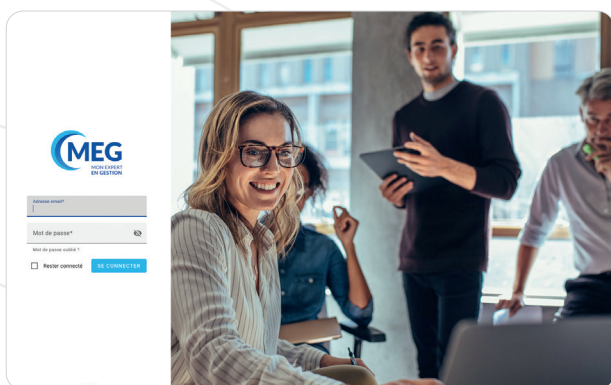 MEG
MON EXPERT
EN GESTION
Adresse email*
Mot de passe*
Mot de passe oublié ?
Rester connecté
SE CONNECTER